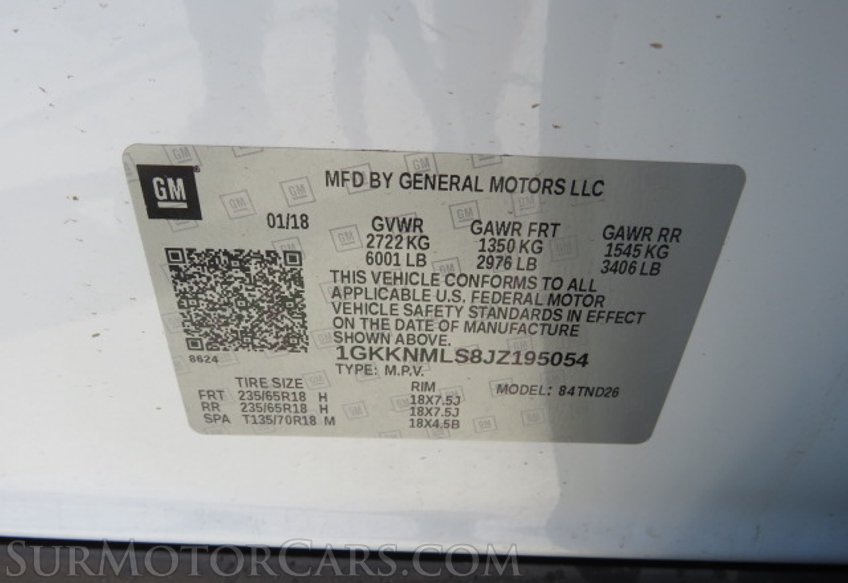 GM
MFD BY GENERAL MOTORS LLC
01/18 GVWR GAWR FRT GAWR RR
2722 KG 1350 KG 1545 KG
6001 LB 2976 LB 3406 LB
THIS VEHICLE CONFORMS TO ALL
APPLICABLE U.S. FEDERAL MOTOR
VEHICLE SAFETY STANDARDS IN EFFECT
ON THE DATE OF MANUFACTURE
SHOWN ABOVE.
8624
1GKKNMLS8JZ195054
TYPE: M.P.V.
TIRE SIZE RIM MODEL: 84TND26
FRT 235/65R18 H 18X7.5J
RR 235/65R18 H 18X7.5J
SPA T135/70R18 M 18X4.5B
SurMotorCars.com